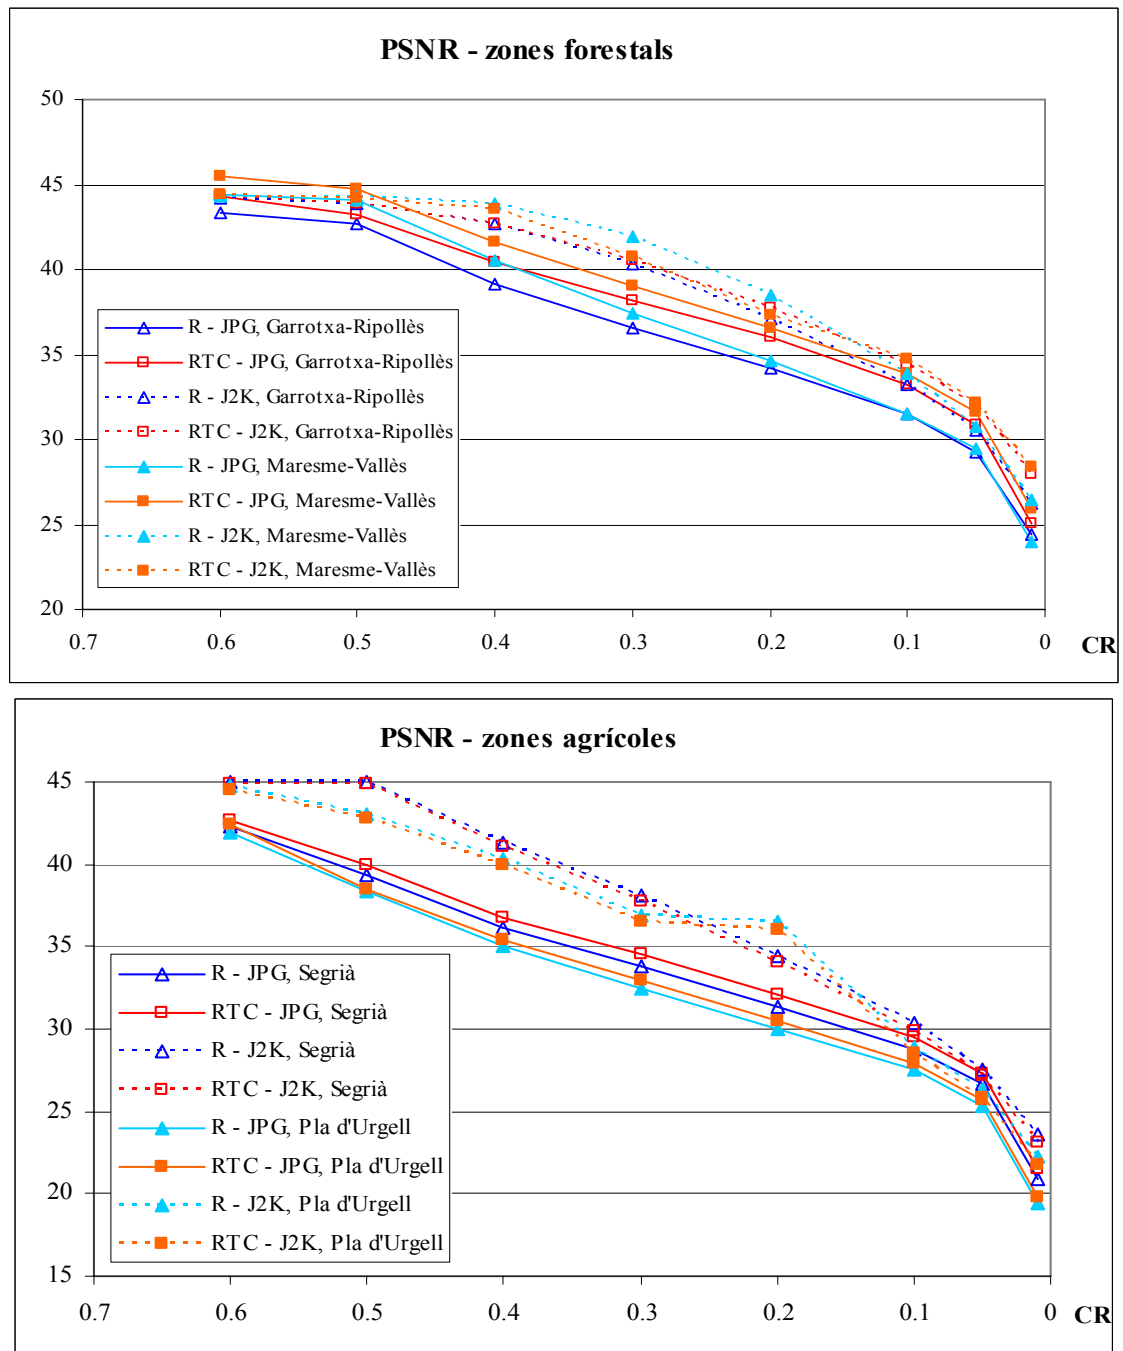 PSNR - zones forestals
50
45
40
35
30
25
20
R - JPG, Garrotxa-Ripollès
RTC - JPG, Garrotxa-Ripollès
R - J2K, Garrotxa-Ripollès
RTC - J2K, Garrotxa-Ripollès
R - JPG, Maresme-Vallès
RTC - JPG, Maresme-Vallès
R - J2K, Maresme-Vallès
RTC - J2K, Maresme-Vallès
0.7 0.6 0.5 0.4 0.3 0.2 0.1 0 CR
PSNR - zones agrícoles
45
40
35
30
25
20
15
R - JPG, Segrià
RTC - JPG, Segrià
R - J2K, Segrià
RTC - J2K, Segrià
R - JPG, Pla d'Urgell
RTC - JPG, Pla d'Urgell
R - J2K, Pla d'Urgell
RTC - J2K, Pla d'Urgell
0.7 0.6 0.5 0.4 0.3 0.2 0.1 0 CR